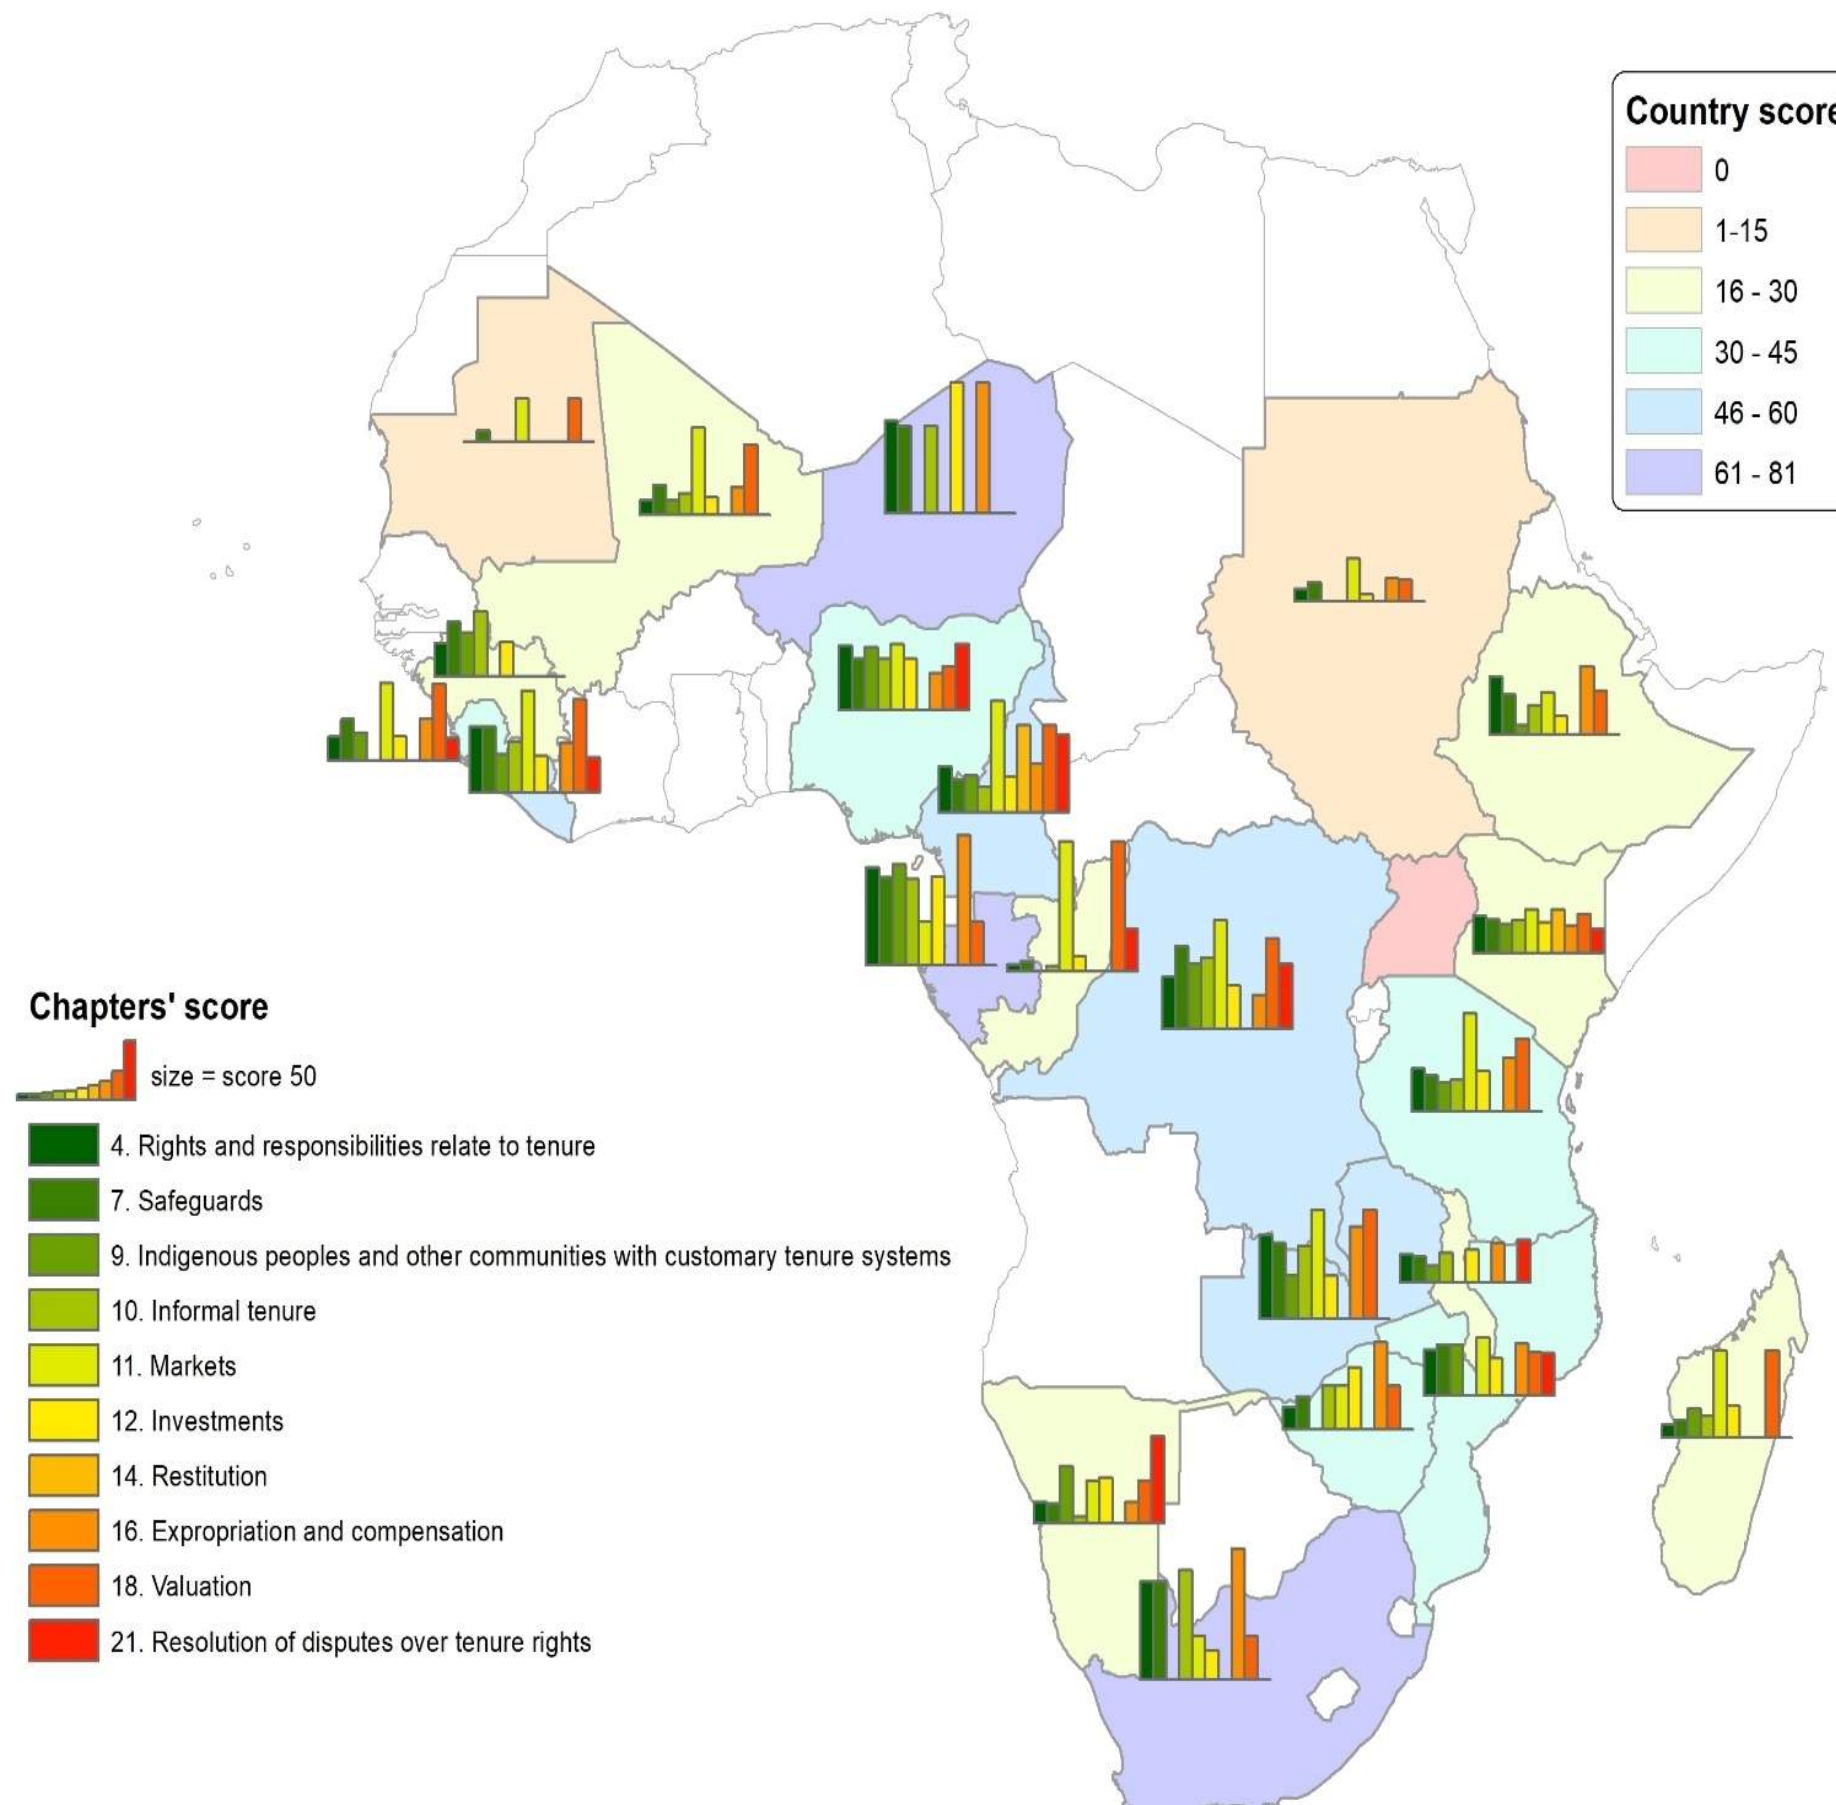 Country score
0
1-15
16 - 30
30 - 45
46 - 60
61 - 81
Chapters' score
size = score 50
4. Rights and responsibilities relate to tenure
7. Safeguards
9. Indigenous peoples and other communities with customary tenure systems
10. Informal tenure
11. Markets
12. Investments
14. Restitution
16. Expropriation and compensation
18. Valuation
21. Resolution of disputes over tenure rights